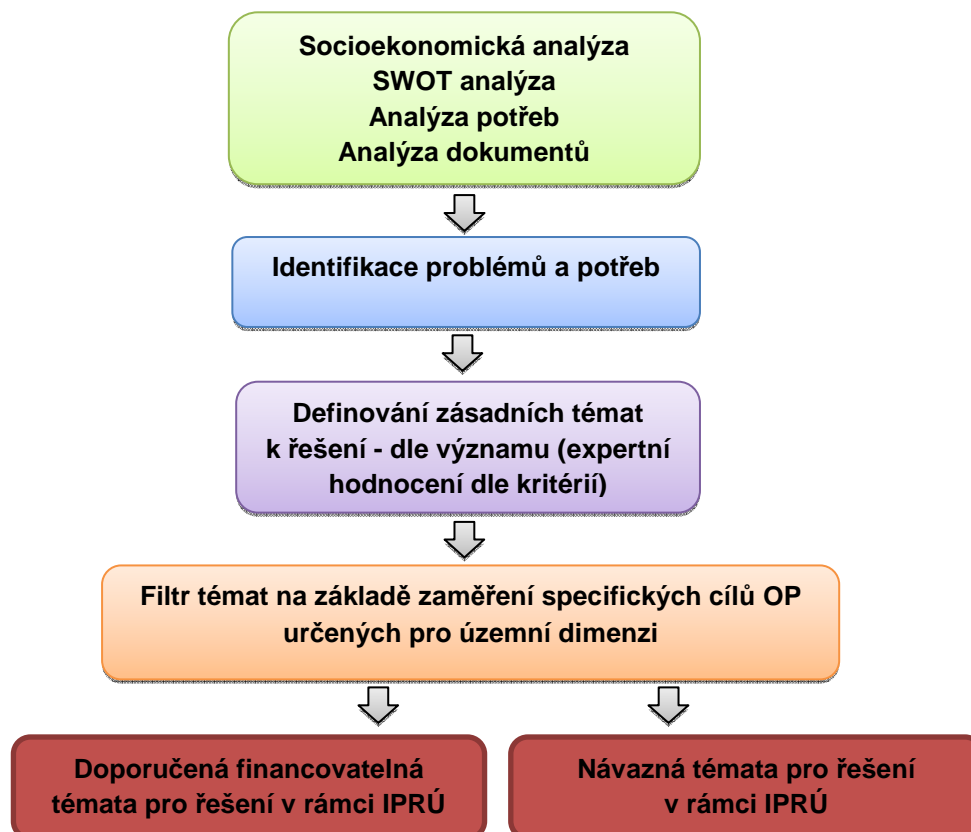 Socioekonomická analýza
SWOT analýza
Analýza potřeb
Analýza dokumentů
Identifikace problémů a potřeb
Definování zásadních témat
k řešení - dle významu (expertní
hodnocení dle kritérií)
Filtr témat na základě zaměření specifických cílů OP
určených pro územní dimenzi
Doporučená financovatelná
témata pro řešení v rámci IPRÚ
Návazná témata pro řešení
v rámci IPRÚ